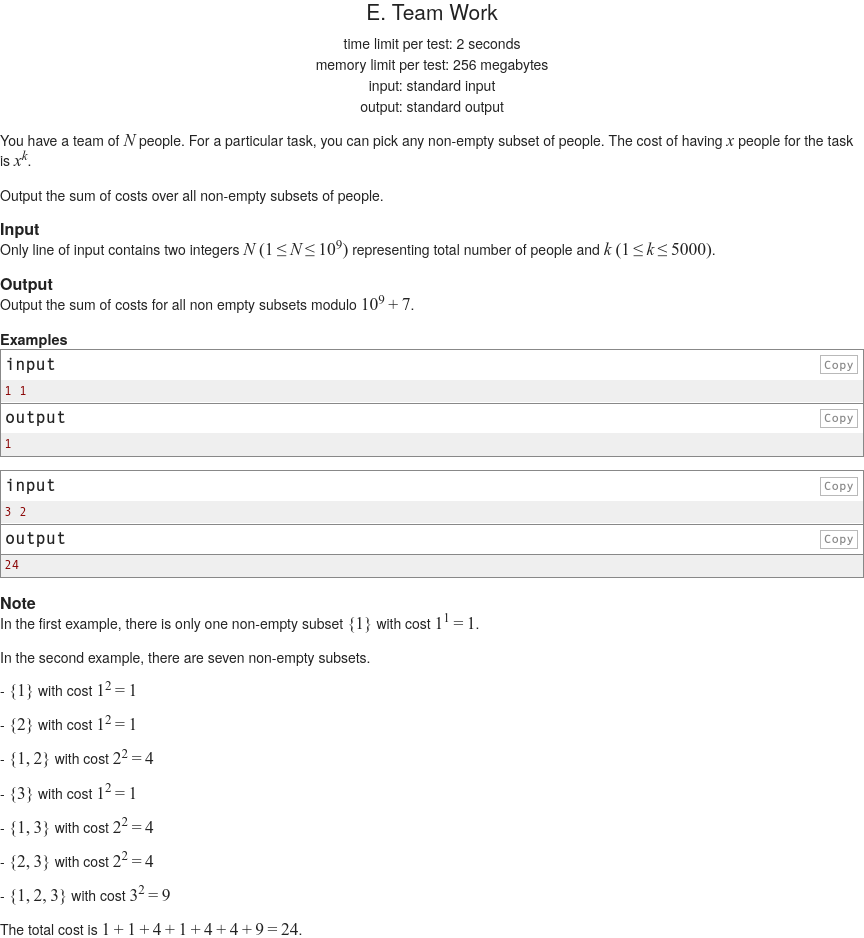 E. Team Work
time limit per test: 2 seconds
memory limit per test: 256 megabytes
input: standard input
output: standard output
You have a team of N people. For a particular task, you can pick any non-empty subset of people. The cost of having x people for the task
is x^k.
Output the sum of costs over all non-empty subsets of people.
Input
Only line of input contains two integers N (1 ≤ N ≤ 10^9) representing total number of people and k (1 ≤ k ≤ 5000).
Output
Output the sum of costs for all non empty subsets modulo 10^9 + 7.
Examples
input Copy
1 1
output Copy
1
input Copy
3 2
output Copy
24
Note
In the first example, there is only one non-empty subset {1} with cost 1^1 = 1.
In the second example, there are seven non-empty subsets.
- {1} with cost 1^2 = 1
- {2} with cost 1^2 = 1
- {1, 2} with cost 2^2 = 4
- {3} with cost 1^2 = 1
- {1, 3} with cost 2^2 = 4
- {2, 3} with cost 2^2 = 4
- {1, 2, 3} with cost 3^2 = 9
The total cost is 1 + 1 + 4 + 1 + 4 + 4 + 9 = 24.